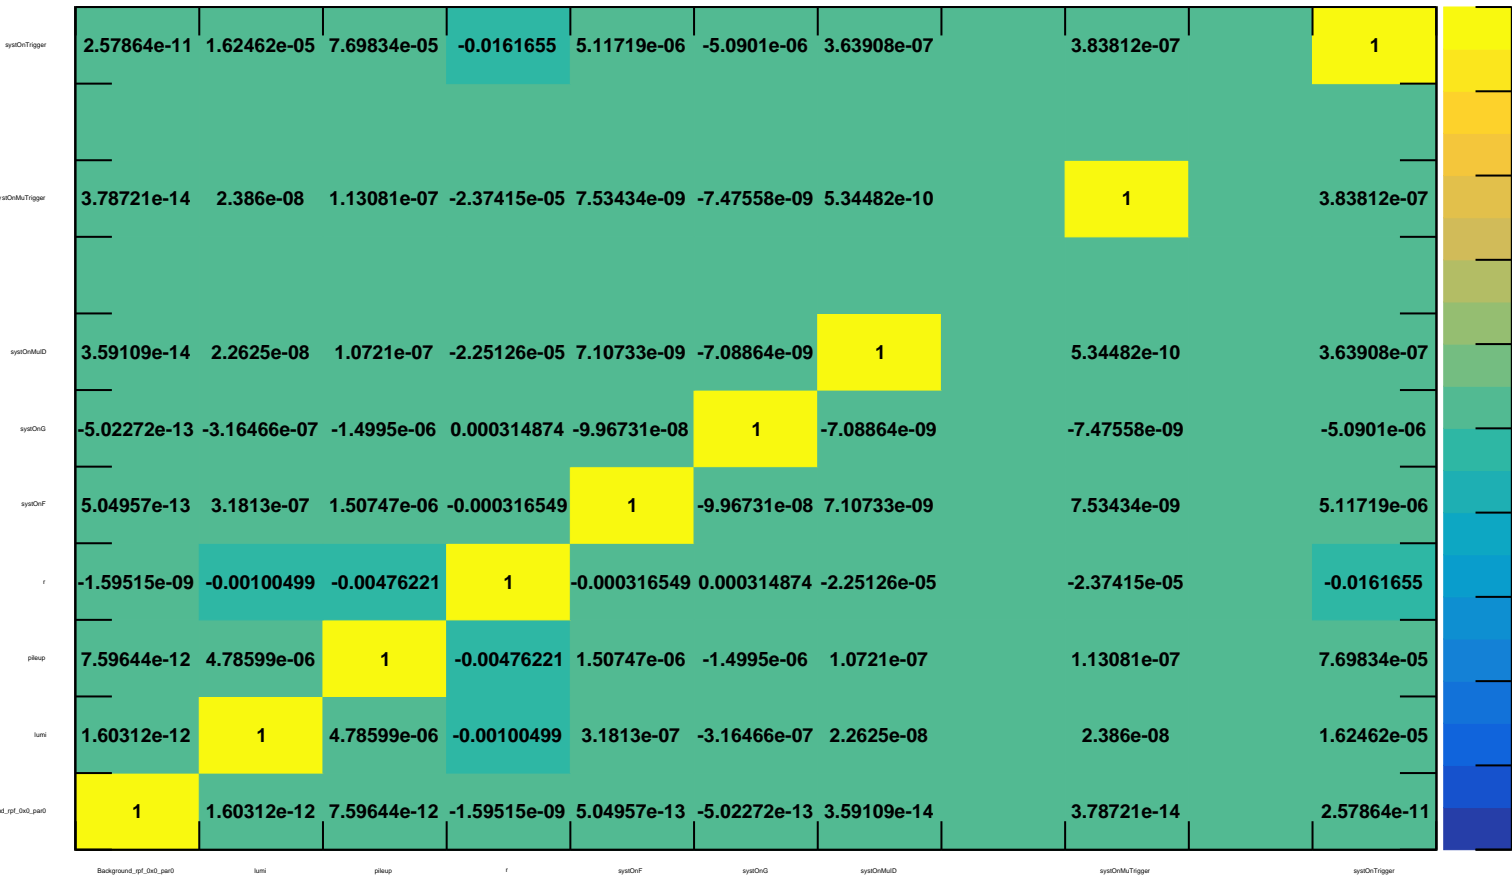 systOnTrigger 2.57864e-11 1.62462e-05 7.69834e-05 -0.0161655 5.11719e-06 -5.0901e-06 3.63908e-07 3.83812e-07 1
ystOnMuTrigger 3.78721e-14 2.386e-08 1.13081e-07 -2.37415e-05 7.53434e-09 -7.47558e-09 5.34482e-10 1 3.83812e-07
systOnMuID 3.59109e-14 2.2625e-08 1.0721e-07 -2.25126e-05 7.10733e-09 -7.08864e-09 1 5.34482e-10 3.63908e-07
systOnG -5.02272e-13 -3.16466e-07 -1.4995e-06 0.000314874 -9.96731e-08 1 -7.08864e-09 -7.47558e-09 -5.0901e-06
systOnF 5.04957e-13 3.1813e-07 1.50747e-06 -0.000316549 1 -9.96731e-08 7.10733e-09 7.53434e-09 5.11719e-06
r -1.59515e-09 -0.00100499 -0.00476221 1 -0.000316549 0.000314874 -2.25126e-05 -2.37415e-05 -0.0161655
pileup 7.59644e-12 4.78599e-06 1 -0.00476221 1.50747e-06 -1.4995e-06 1.0721e-07 1.13081e-07 7.69834e-05
lumi 1.60312e-12 1 4.78599e-06 -0.00100499 3.1813e-07 -3.16466e-07 2.2625e-08 2.386e-08 1.62462e-05
d_rpf_0x0_par0 1 1.60312e-12 7.59644e-12 -1.59515e-09 5.04957e-13 -5.02272e-13 3.59109e-14 3.78721e-14 2.57864e-11
Background_rpf_0x0_par0 lumi pileup r systOnF systOnG systOnMuID systOnMuTrigger systOnTrigger